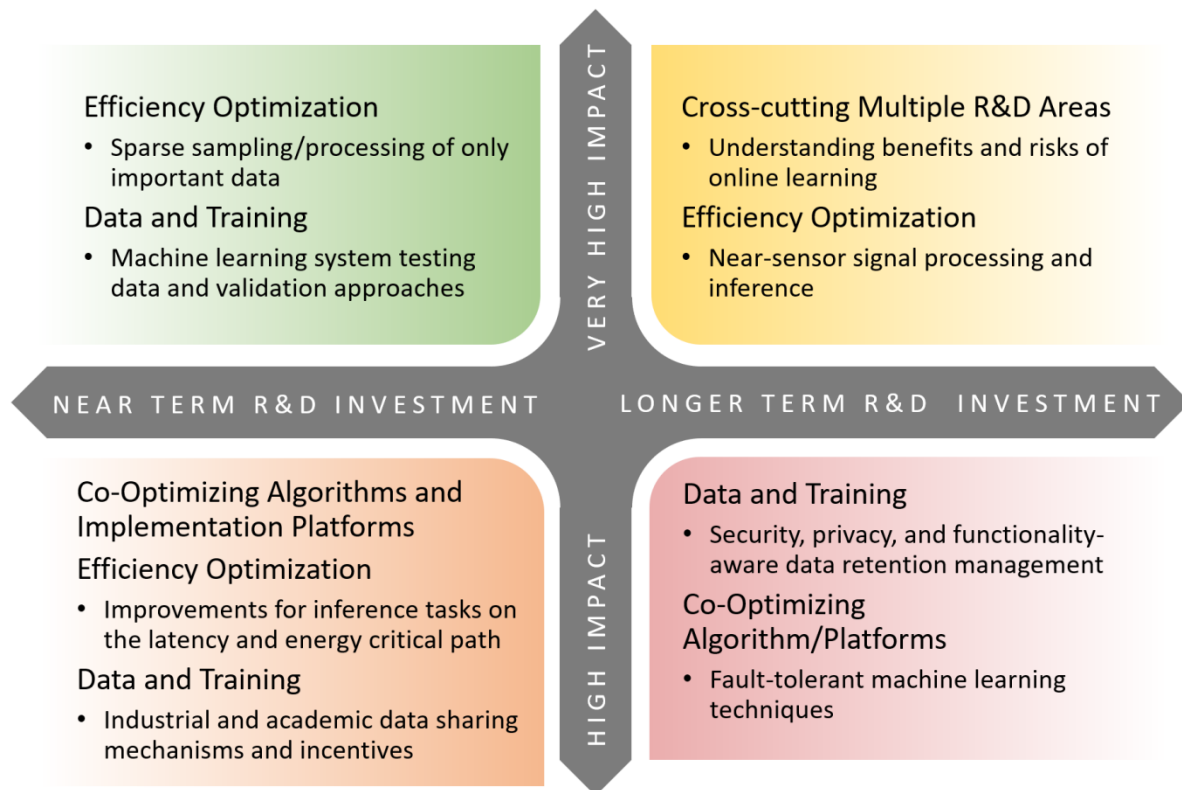 Efficiency Optimization
• Sparse sampling/processing of only
important data
Data and Training
• Machine learning system testing
data and validation approaches
VERY HIGH IMPACT
Cross-cutting Multiple R&D Areas
• Understanding benefits and risks of
online learning
Efficiency Optimization
• Near-sensor signal processing and
inference
NEAR TERM R&D INVESTMENT
LONGER TERM R&D INVESTMENT
Co-Optimizing Algorithms and
Implementation Platforms
Efficiency Optimization
• Improvements for inference tasks on
the latency and energy critical path
Data and Training
• Industrial and academic data sharing
mechanisms and incentives
HIGH IMPACT
Data and Training
• Security, privacy, and functionality-
aware data retention management
Co-Optimizing
Algorithm/Platforms
• Fault-tolerant machine learning
techniques